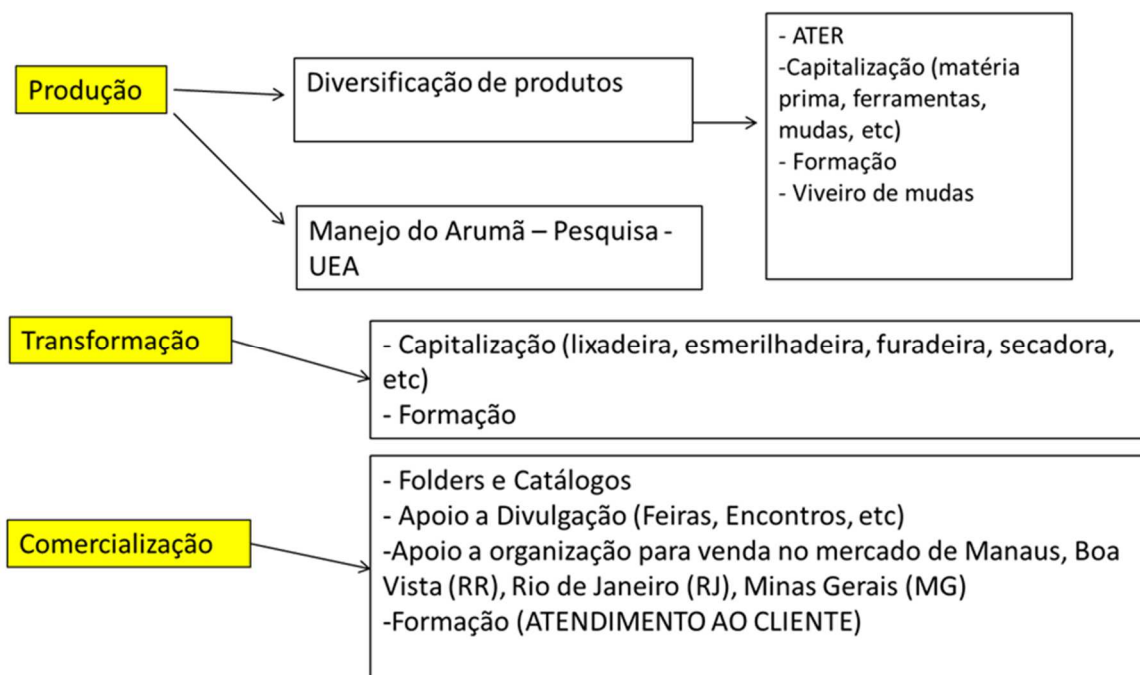 Produção
Diversificação de produtos
- ATER
-Capitalização (matéria
prima, ferramentas,
mudas, etc)
- Formação
- Viveiro de mudas
Manejo do Arumã – Pesquisa -
UEA
Transformação
- Capitalização (lixadeira, esmerilhadeira, furadeira, secadora,
etc)
- Formação
Comercialização
- Folders e Catálogos
- Apoio a Divulgação (Feiras, Encontros, etc)
-Apoio a organização para venda no mercado de Manaus, Boa
Vista (RR), Rio de Janeiro (RJ), Minas Gerais (MG)
-Formação (ATENDIMENTO AO CLIENTE)